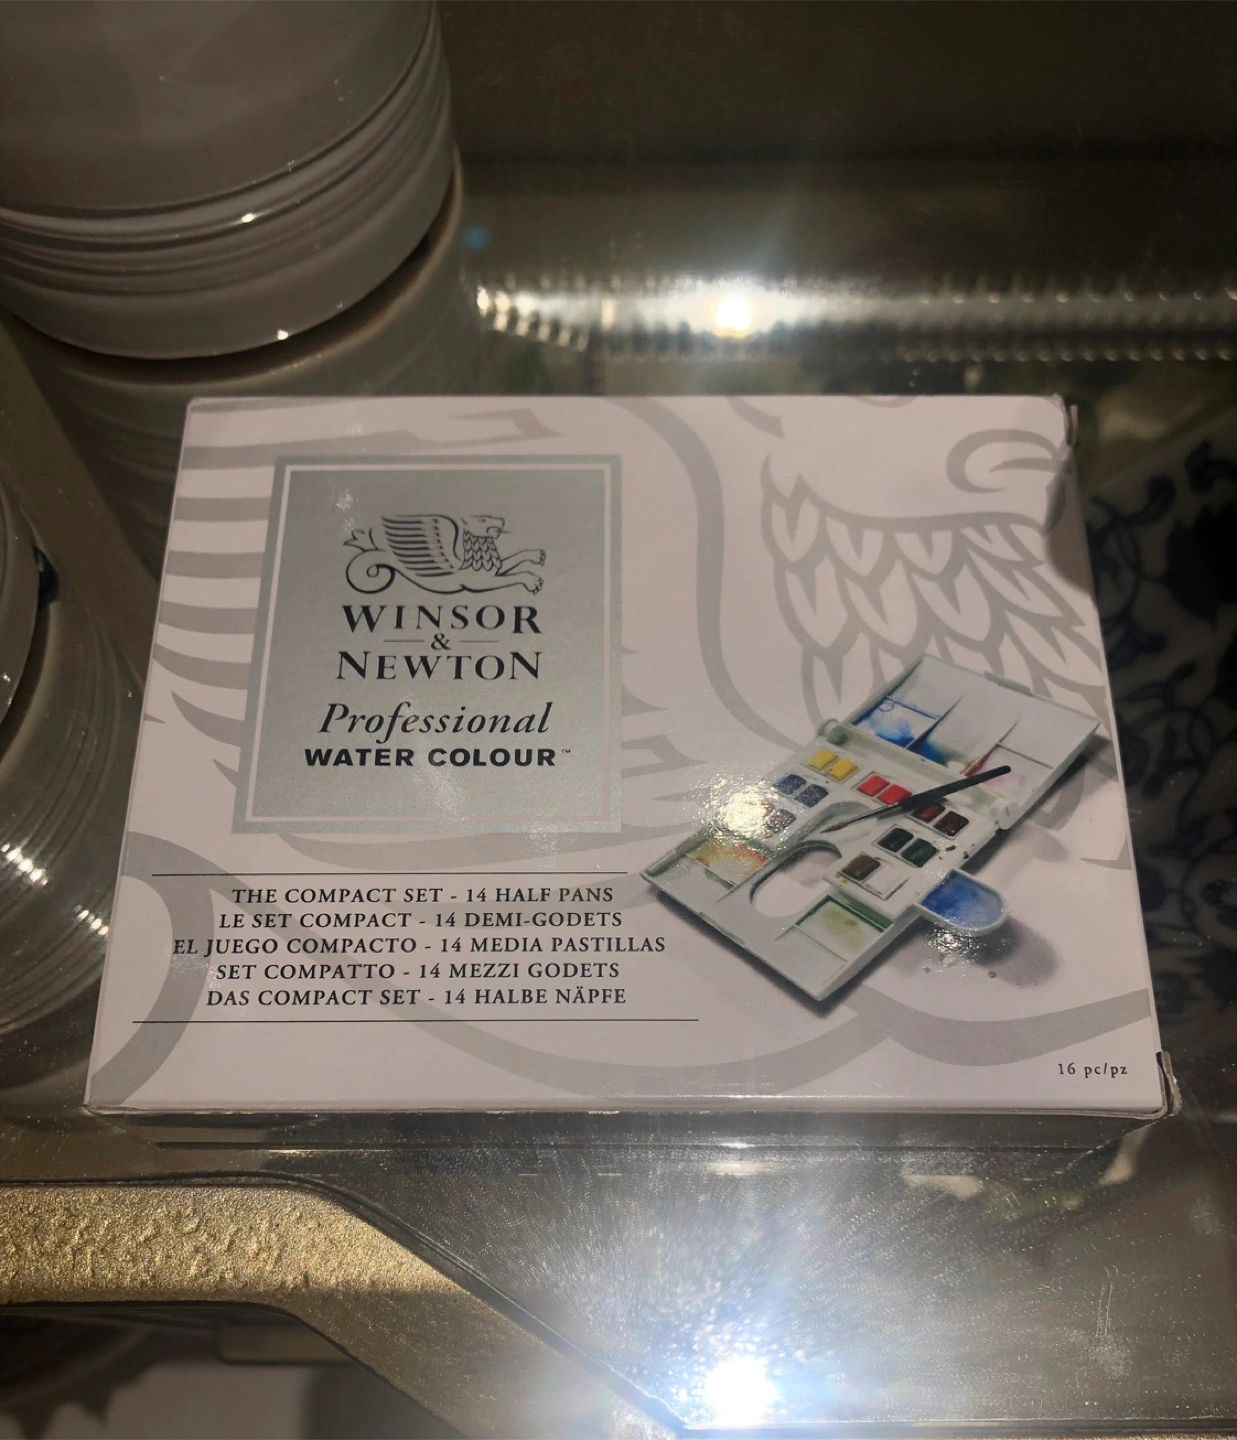 WINSOR
&
NEWTON
Professional
WATER COLOUR™
THE COMPACT SET - 14 HALF PANS
LE SET COMPACT - 14 DEMI-GODETS
EL JUEGO COMPACTO - 14 MEDIA PASTILLAS
SET COMPATTO - 14 MEZZI GODETS
DAS COMPACT SET - 14 HALBE NÄPFE
16 pc/pz